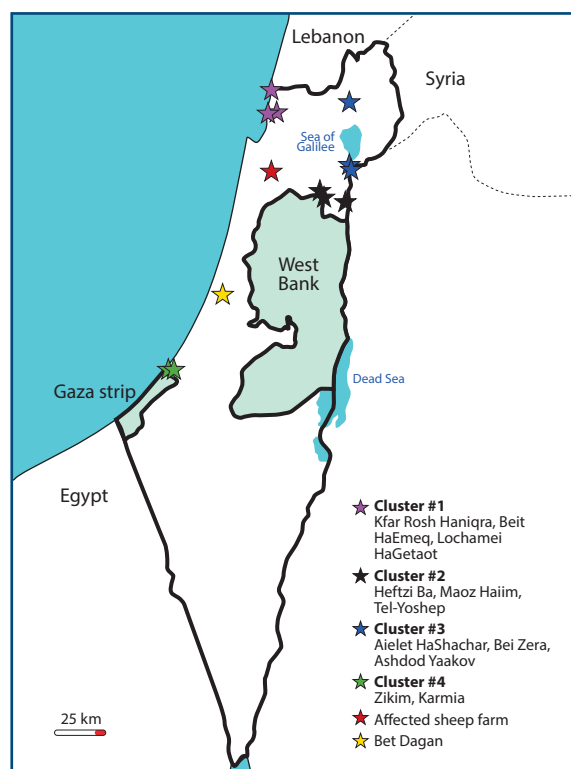 Lebanon
Syria
Sea of
Galilee
West
Bank
Dead Sea
Gaza strip
Egypt
Cluster #1
Kfar Rosh Haniqra, Beit
HaEmeq, Lochamei
HaGetaot
Cluster #2
Heftzi Ba, Maoz Haiim,
Tel-Yoshep
Cluster #3
Aielet HaShachar, Bei Zera,
Ashdod Yaakov
Cluster #4
Zikim, Karmia
Affected sheep farm
Bet Dagan
25 km